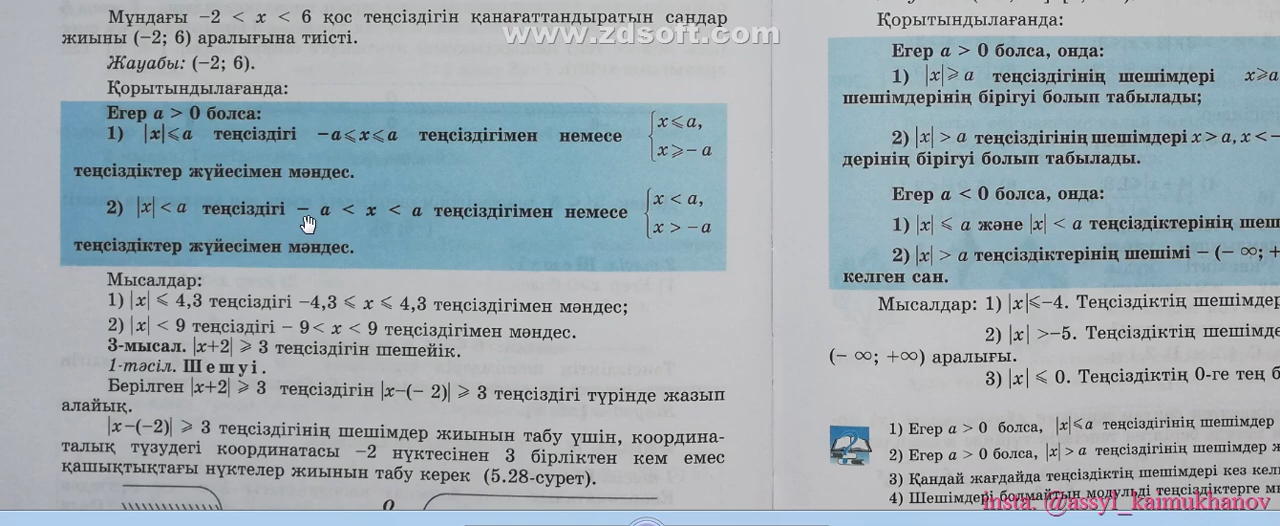 Мұндағы −2 < x < 6 қос теңсіздігін қанағаттандыратын сандар
жиыны (−2; 6) аралығына тиісті.
Жауабы: (−2; 6).
Қорытындылағанда:
Егер a > 0 болса:
1) |x|⩽a теңсіздігі −a⩽x⩽a теңсіздігімен немесе {x⩽a,
x⩾−a
теңсіздіктер жүйесімен мәндес.
2) |x|<a теңсіздігі − a < x < a теңсіздігімен немесе {x < a,
x > −a
теңсіздіктер жүйесімен мәндес.
Мысалдар:
1) |x| ⩽ 4,3 теңсіздігі −4,3 ⩽ x ⩽ 4,3 теңсіздігімен мәндес;
2) |x| < 9 теңсіздігі − 9< x < 9 теңсіздігімен мәндес.
3-мысал. |x+2| ⩾ 3 теңсіздігін шешейік.
1-тәсіл. Шешуі.
Берілген |x+2| ⩾ 3 теңсіздігін |x−(− 2)| ⩾ 3 теңсіздігі түрінде жазып
алайық.
|x−(−2)| ⩾ 3 теңсіздігінің шешімдер жиынын табу үшін, координа-
талық түзудегі координатасы −2 нүктесінен 3 бірліктен кем емес
қашықтықтағы нүктелер жиынын табу керек (5.28-сурет).
0
www.zdsoft.com
Қорытындылағанда:
Егер a > 0 болса, онда:
1) |x|⩾a теңсіздігінің шешімдері x⩾a
шешімдерінің бірігуі болып табылады;
2) |x| > a теңсіздігінің шешімдері x > a, x < −
дерінің бірігуі болып табылады.
Егер a < 0 болса, онда:
1) |x| ⩽ a және |x| < a теңсіздіктерінің шеш
2) |x| > a теңсіздіктерінің шешімі − (− ∞; +
келген сан.
Мысалдар: 1) |x|⩽−4. Теңсіздіктің шешімдер
2) |x| >−5. Теңсіздіктің шешімд
(− ∞; +∞) аралығы.
3) |x| ⩽ 0. Теңсіздіктің 0-ге тең б
1) Егер a > 0 болса, |x|⩽a теңсіздігінің шешімдер
2) Егер a > 0 болса, |x| > a теңсіздігінің шешімдер ж
3) Қандай жағдайда теңсіздіктің шешімдері кез кел
4) Шешімдері болмайтын модульді теңсіздіктерге м
insta: @assyl_kaimukhanov